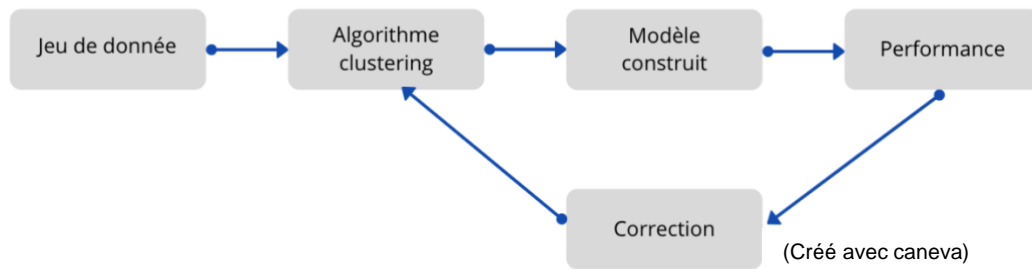 Jeu de donnée
Algorithme
clustering
Modèle
construit
Performance
Correction
(Créé avec caneva)